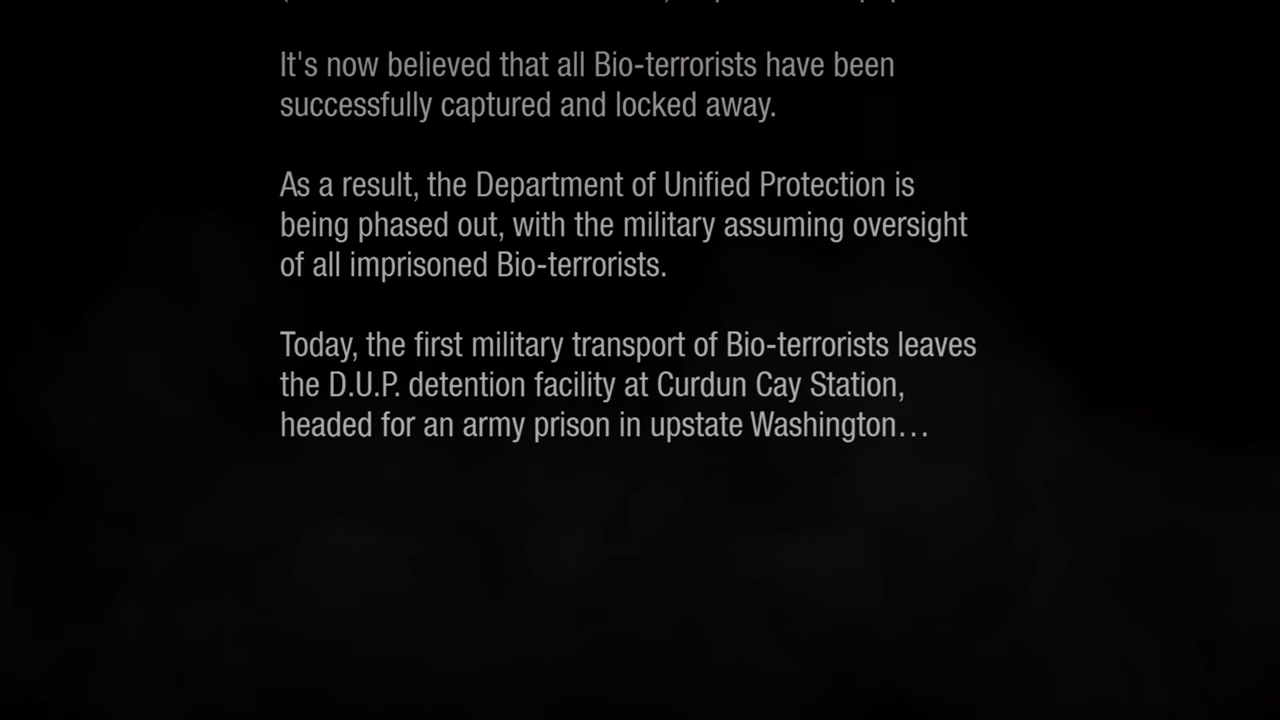 It's now believed that all Bio-terrorists have been
successfully captured and locked away.
As a result, the Department of Unified Protection is
being phased out, with the military assuming oversight
of all imprisoned Bio-terrorists.
Today, the first military transport of Bio-terrorists leaves
the D.U.P. detention facility at Curdun Cay Station,
headed for an army prison in upstate Washington…